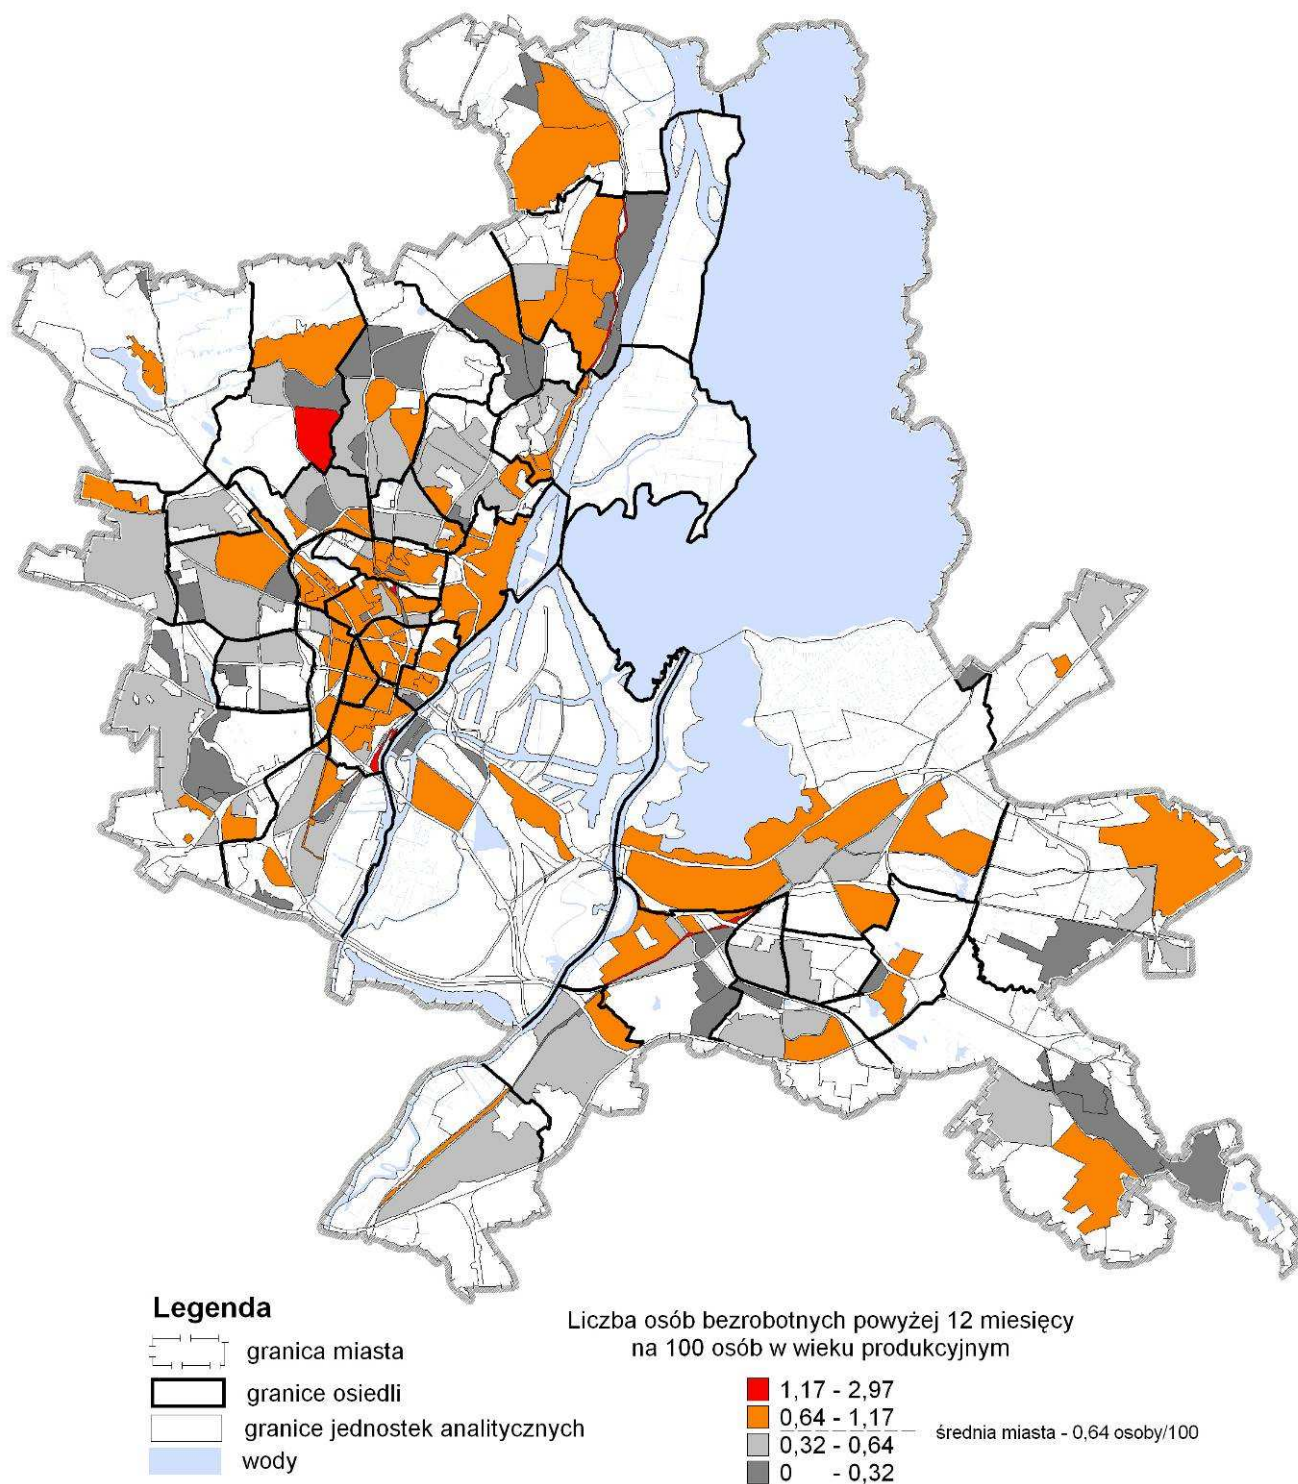 Legenda
granica miasta
granice osiedli
granice jednostek analitycznych
wody
Liczba osób bezrobotnych powyżej 12 miesięcy
na 100 osób w wieku produkcyjnym
1,17 - 2,97
0,64 - 1,17
średnia miasta - 0,64 osoby/100
0,32 - 0,64
0 - 0,32